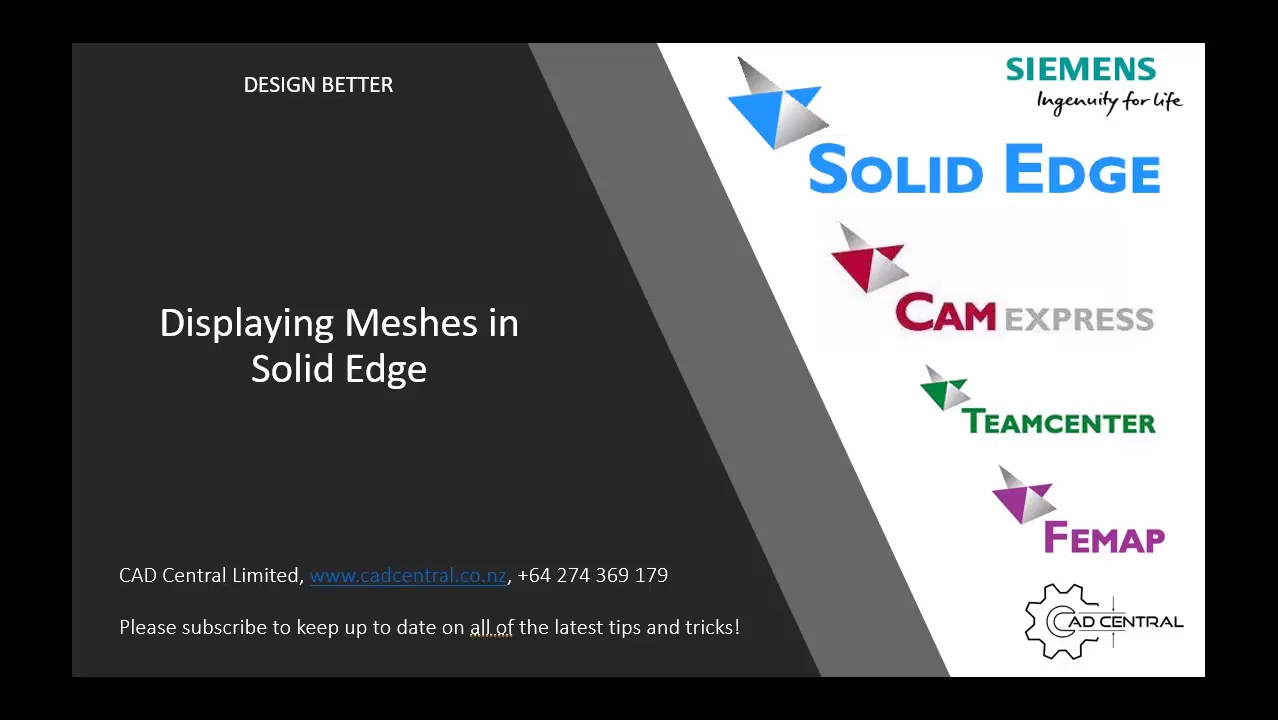 DESIGN BETTER
Displaying Meshes in
Solid Edge
CAD Central Limited, www.cadcentral.co.nz, +64 274 369 179
Please subscribe to keep up to date on all of the latest tips and tricks!
SIEMENS
Ingenuity for life
SOLID EDGE
CAM EXPRESS
TEAMCENTER
FEMAP
CAD CENTRAL